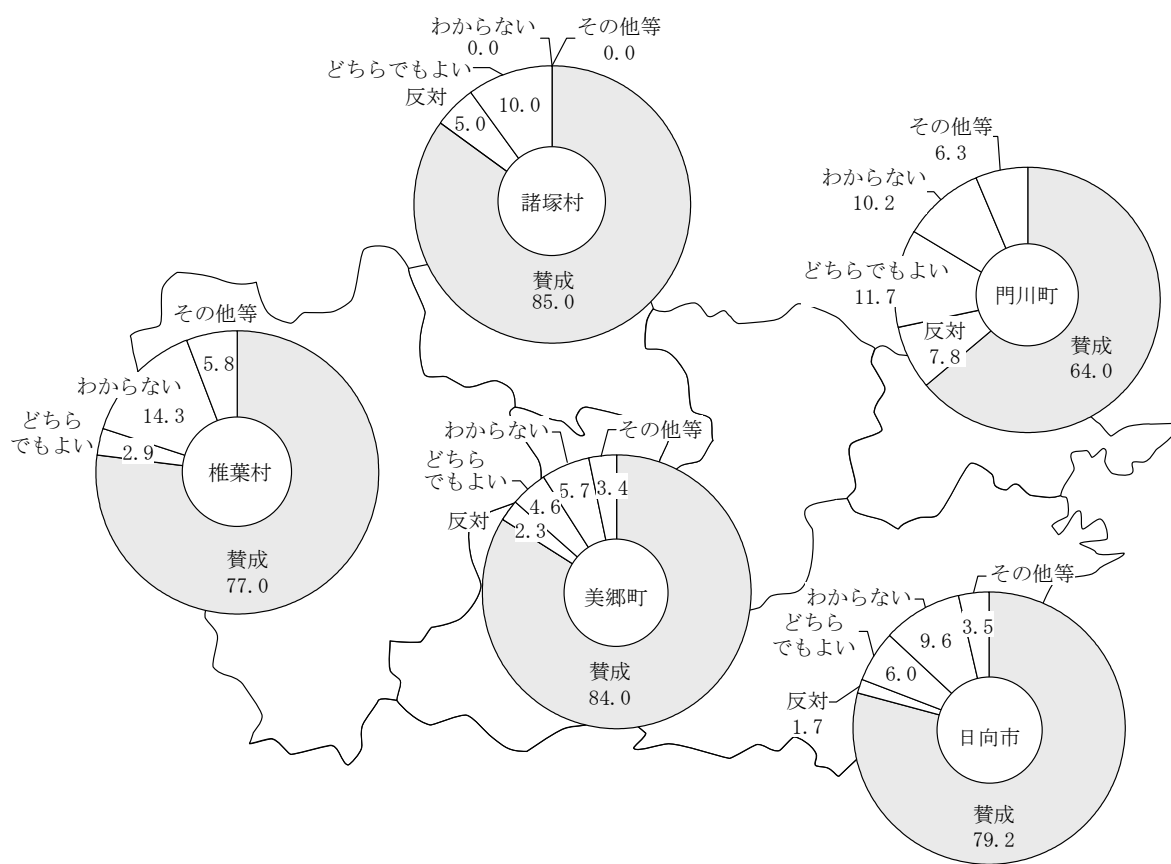 わからない
0.0
その他等
0.0
どちらでもよい
10.0
反対
5.0
諸塚村
賛成
85.0
その他等
6.3
わからない
10.2
どちらでもよい
11.7
反対
7.8
門川町
賛成
64.0
その他等
5.8
わからない
14.3
どちら
でもよい
2.9
椎葉村
賛成
77.0
その他等
3.4
わからない
5.7
どちら
でもよい
4.6
反対
2.3
美郷町
賛成
84.0
その他等
3.5
わからない
9.6
どちら
でもよい
6.0
反対
1.7
日向市
賛成
79.2